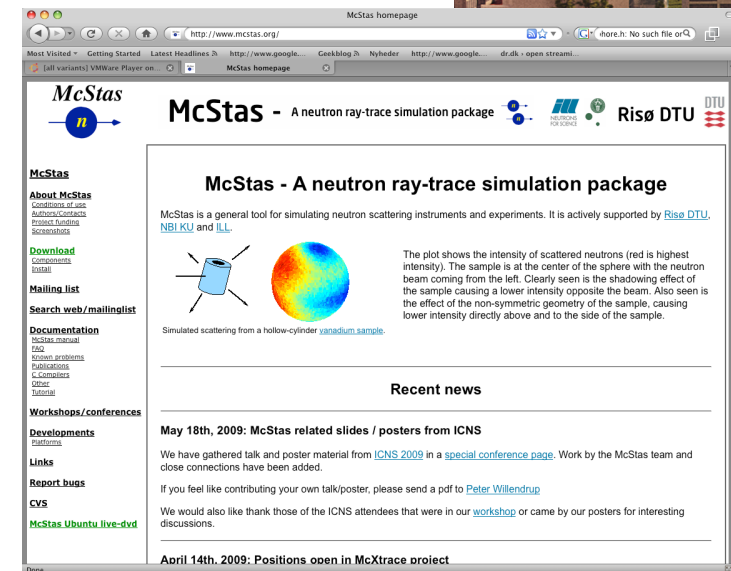 McStas homepage
http://www.mcstas.org/
hore.h: No such file or
Most Visited
Getting Started
Latest Headlines
http://www.google....
Geekblog
Nyheder
http://www.google....
dr.dk › open streami...
[all variants] VMWare Player on...
McStas homepage
McStas
n
McStas - A neutron ray-trace simulation package
n
n
ill
NEUTRONS
FOR SCIENCE
Risø DTU
DTU
McStas
About McStas
Conditions of use
Authors/Contacts
Project funding
Screenshots
Download
Components
Install
Mailing list
Search web/mailinglist
Documentation
McStas manual
FAQ
Known problems
Publications
C Compilers
Other
Tutorial
Workshops/conferences
Developments
Platforms
Links
Report bugs
CVS
McStas Ubuntu live-dvd
McStas - A neutron ray-trace simulation package
McStas is a general tool for simulating neutron scattering instruments and experiments. It is actively supported by Risø DTU,
NBI KU and ILL.
The plot shows the intensity of scattered neutrons (red is highest
intensity). The sample is at the center of the sphere with the neutron
beam coming from the left. Clearly seen is the shadowing effect of
the sample causing a lower intensity opposite the beam. Also seen is
the effect of the non-symmetric geometry of the sample, causing
lower intensity directly above and to the side of the sample.
Simulated scattering from a hollow-cylinder vanadium sample.
Recent news
May 18th, 2009: McStas related slides / posters from ICNS
We have gathered talk and poster material from ICNS 2009 in a special conference page. Work by the McStas team and
close connections have been added.
If you feel like contributing your own talk/poster, please send a pdf to Peter Willendrup
We would also like thank those of the ICNS attendees that were in our workshop or came by our posters for interesting
discussions.
April 14th, 2009: Positions open in McXtrace project
Done